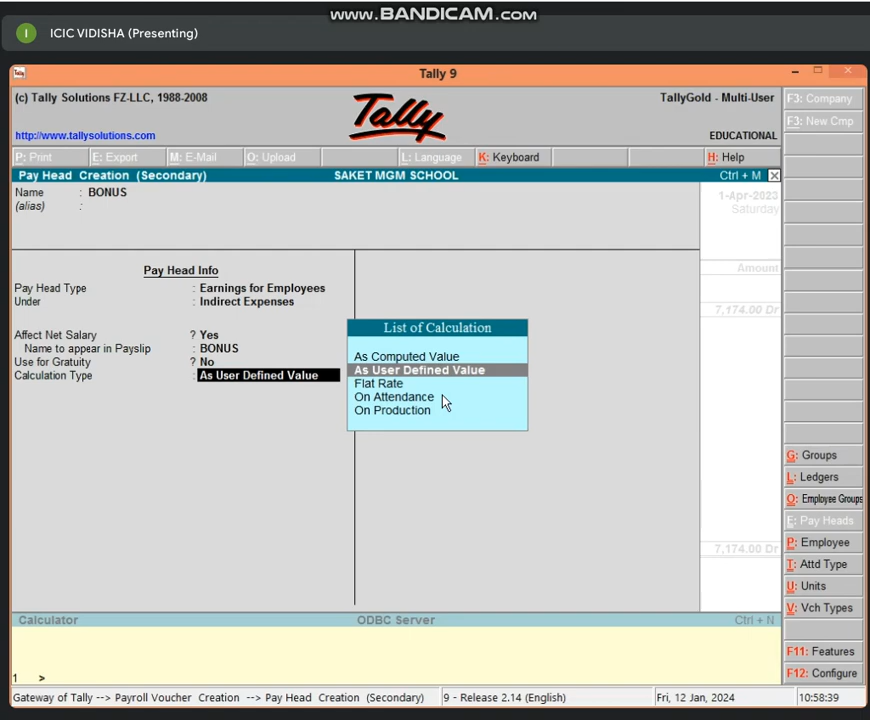 www.BANDICAM.com
I ICIC VIDISHA (Presenting)
Tally Tally 9
(c) Tally Solutions FZ-LLC, 1988-2008
Tally
TallyGold - Multi-User
http://www.tallysolutions.com
EDUCATIONAL
P: Print E: Export M: E-Mail O: Upload L: Language K: Keyboard H: Help
Pay Head Creation (Secondary) SAKET MGM SCHOOL Ctrl + M
Name : BONUS
(alias) :
1-Apr-2023
Saturday
Pay Head Info
Amount
Pay Head Type : Earnings for Employees
Under : Indirect Expenses
7,174.00 Dr
Affect Net Salary ? Yes
Name to appear in Payslip : BONUS
Use for Gratuity ? No
Calculation Type : As User Defined Value
List of Calculation
As Computed Value
As User Defined Value
Flat Rate
On Attendance
On Production
7,174.00 Dr
F3: Company
F3: New Cmp
G: Groups
L: Ledgers
O: Employee Groups
E: Pay Heads
P: Employee
T: Attd Type
U: Units
V: Vch Types
F11: Features
F12: Configure
Calculator ODBC Server Ctrl + N
1 >
Gateway of Tally --> Payroll Voucher Creation --> Pay Head Creation (Secondary) 9 - Release 2.14 (English) Fri, 12 Jan, 2024 10:58:39